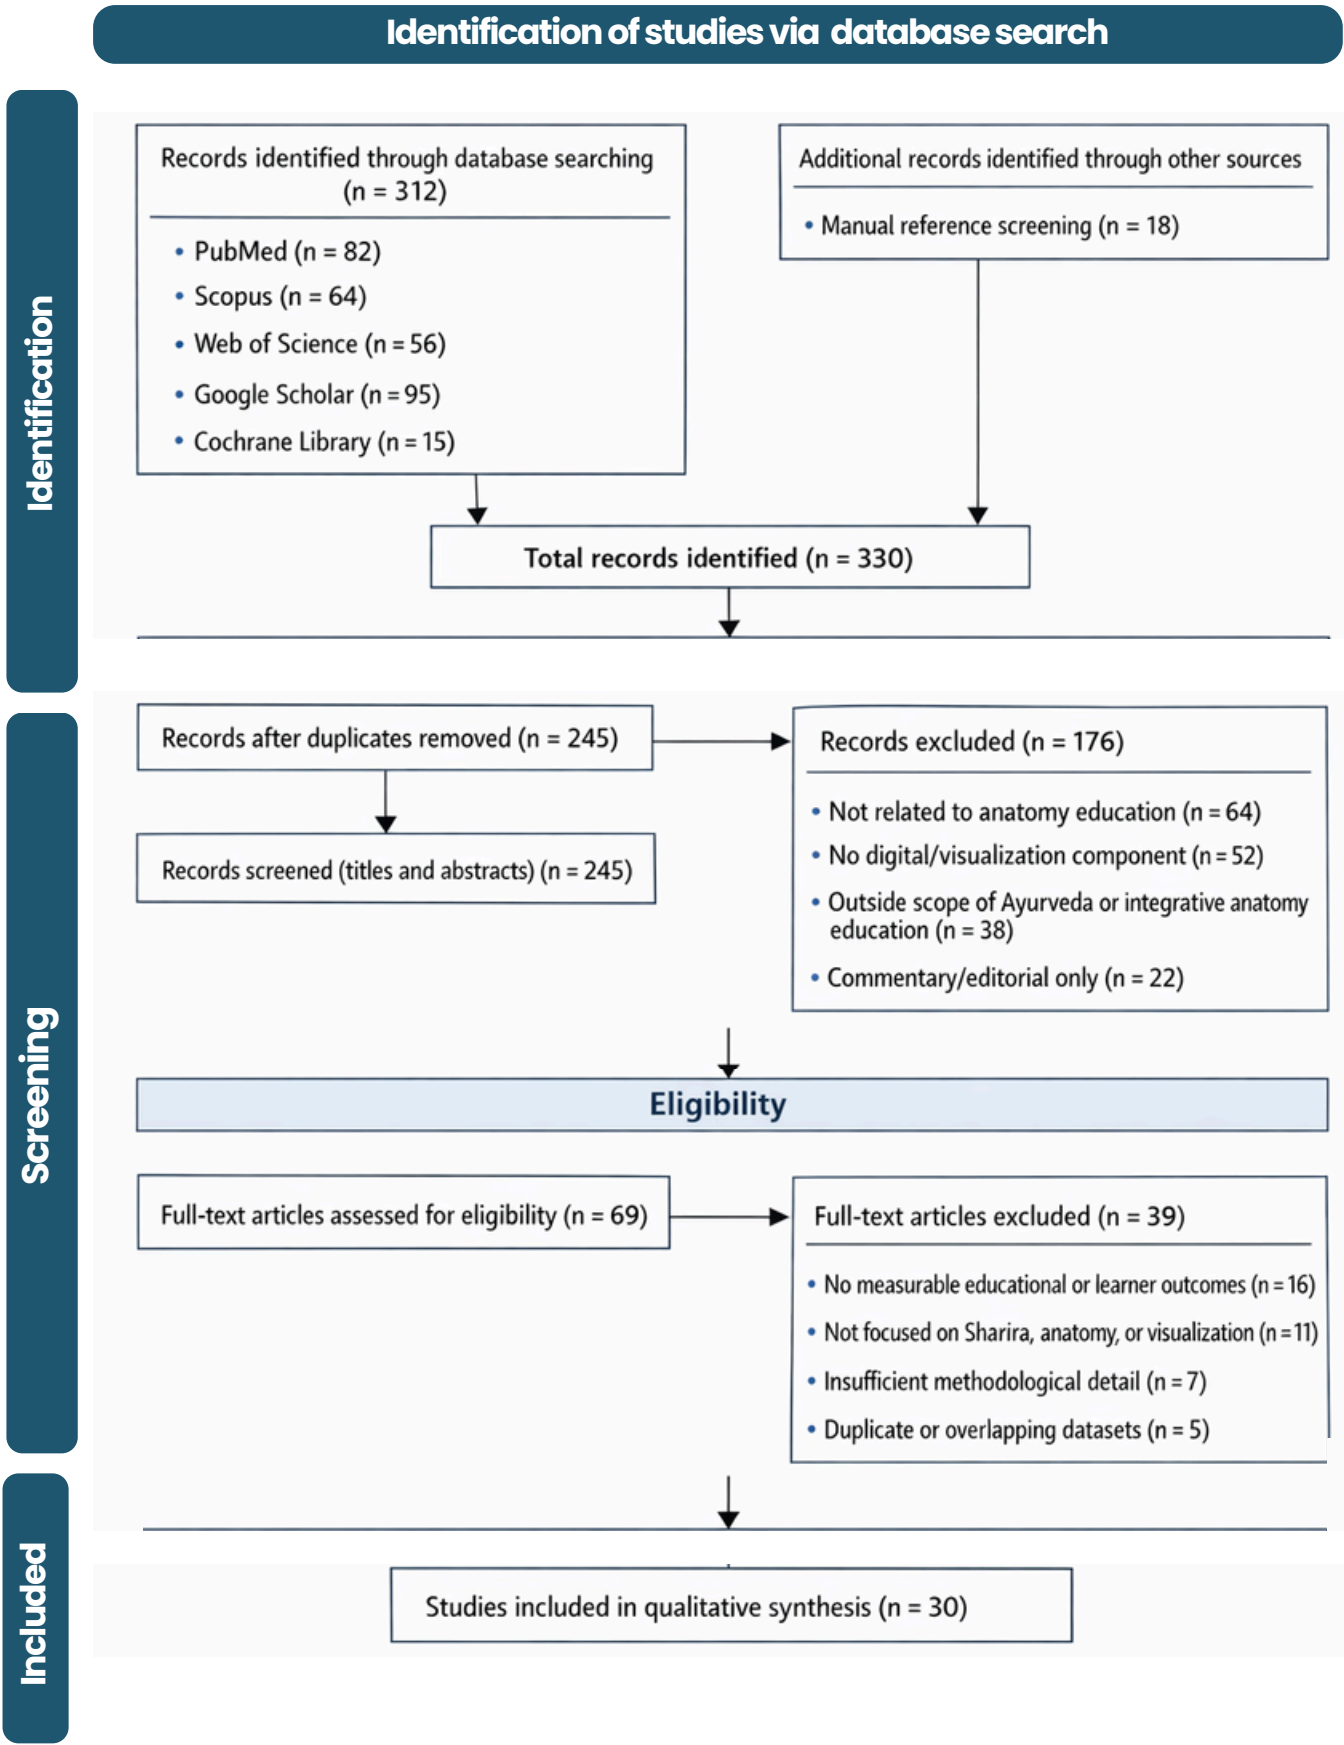 Identification of studies via database search
Identification
Records identified through database searching
(n = 312)
• PubMed (n = 82)
• Scopus (n = 64)
• Web of Science (n = 56)
• Google Scholar (n = 95)
• Cochrane Library (n = 15)
Additional records identified through other sources
• Manual reference screening (n = 18)
Total records identified (n = 330)
Screening
Records after duplicates removed (n = 245)
Records screened (titles and abstracts) (n = 245)
Records excluded (n = 176)
• Not related to anatomy education (n = 64)
• No digital/visualization component (n = 52)
• Outside scope of Ayurveda or integrative anatomy
education (n = 38)
• Commentary/editorial only (n = 22)
Eligibility
Full-text articles assessed for eligibility (n = 69)
Full-text articles excluded (n = 39)
• No measurable educational or learner outcomes (n = 16)
• Not focused on Sharira, anatomy, or visualization (n = 11)
• Insufficient methodological detail (n = 7)
• Duplicate or overlapping datasets (n = 5)
Included
Studies included in qualitative synthesis (n = 30)